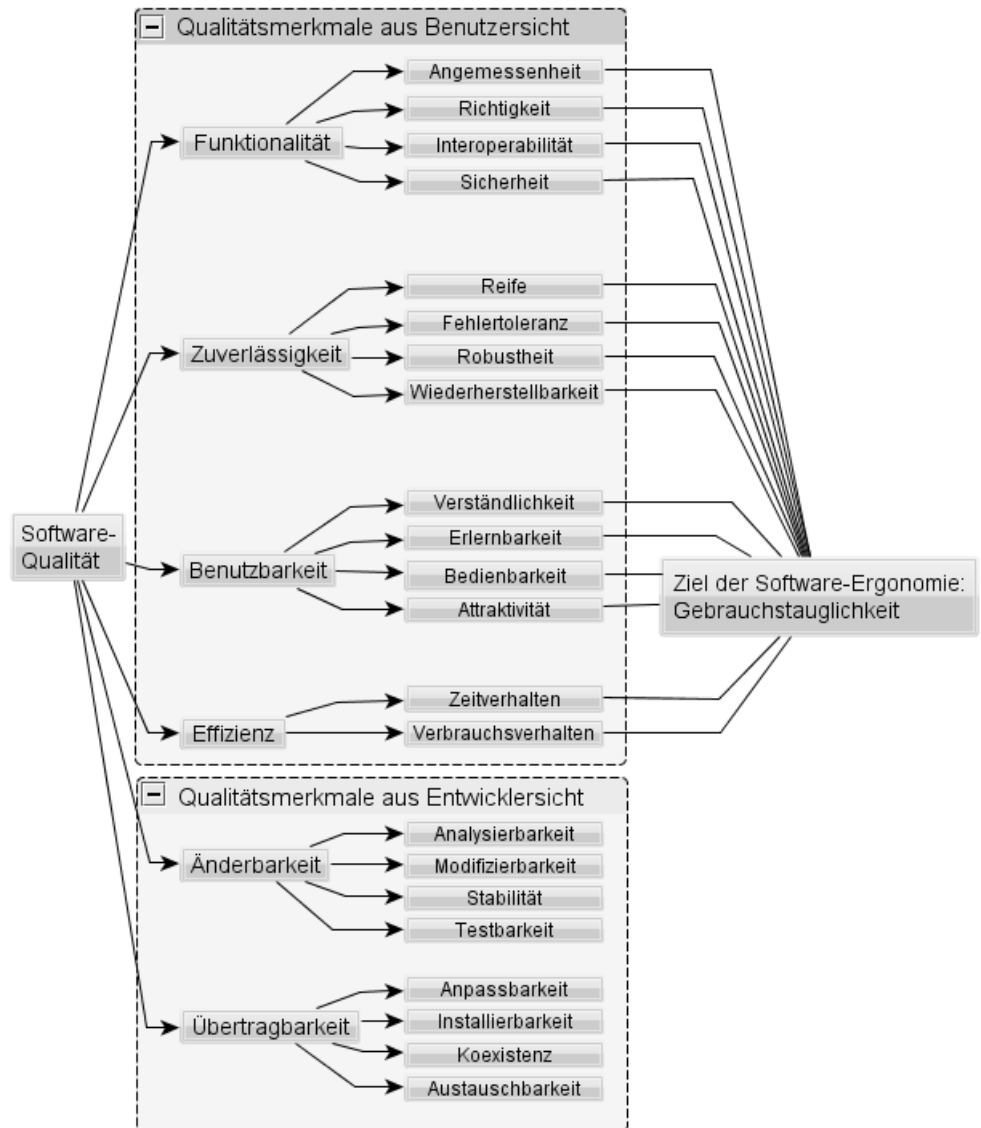 Qualitätsmerkmale aus Benutzersicht
Angemessenheit
Richtigkeit
Funktionalität
Interoperabilität
Sicherheit
Reife
Fehlertoleranz
Zuverlässigkeit
Robustheit
Wiederherstellbarkeit
Software-
Qualität
Verständlichkeit
Erlernbarkeit
Benutzbarkeit
Bedienbarkeit
Attraktivität
Ziel der Software-Ergonomie:
Gebrauchstauglichkeit
Zeitverhalten
Effizienz
Verbrauchsverhalten
Qualitätsmerkmale aus Entwicklersicht
Analysierbarkeit
Änderbarkeit
Modifizierbarkeit
Stabilität
Testbarkeit
Anpassbarkeit
Übertragbarkeit
Installierbarkeit
Koexistenz
Austauschbarkeit